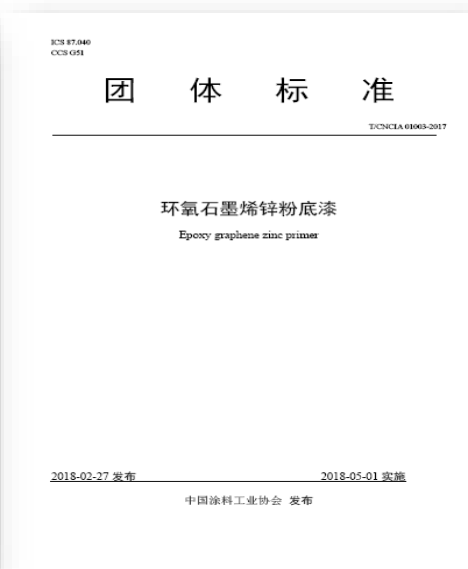 ICS 87.040
CCS G51
团 体 标 准
T/CNCIA 01003-2017
环氧石墨烯锌粉底漆
Epoxy graphene zinc primer
2018-02-27 发布 2018-05-01 实施
中国涂料工业协会 发布